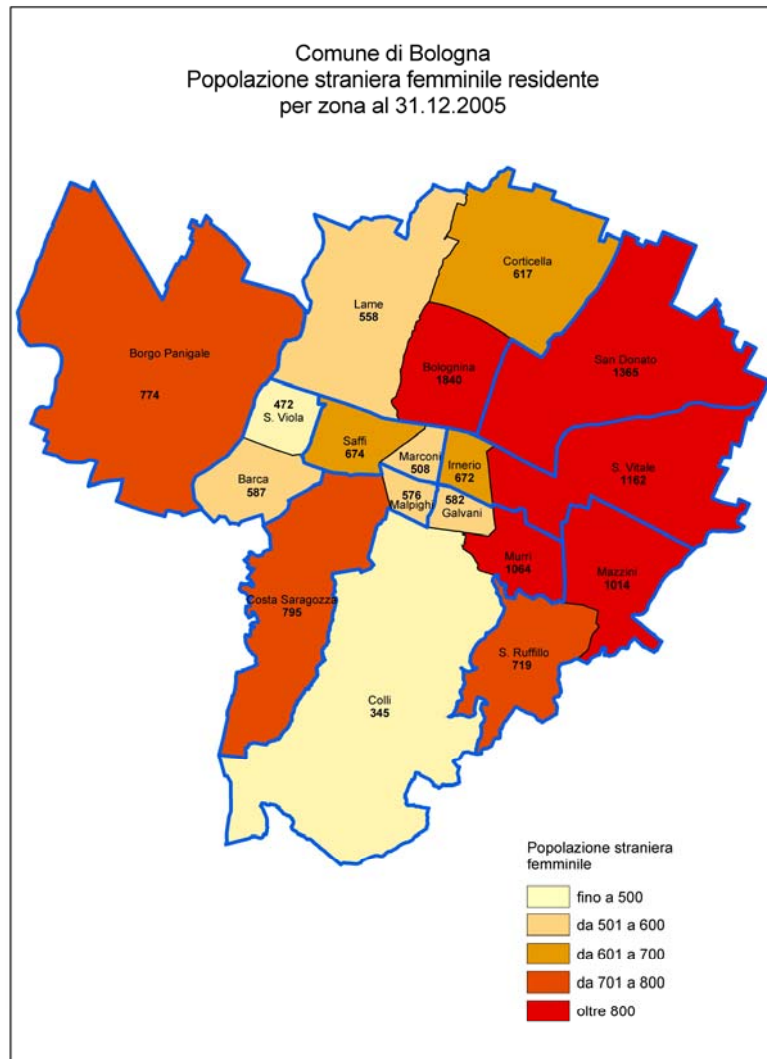 Comune di Bologna
Popolazione straniera femminile residente
per zona al 31.12.2005
Corticella
617
Lame
558
Borgo Panigale
774
Bolognina
1840
San Donato
1365
472
S. Viola
Saffi
674
Marconi
508
Irnerio
672
S. Vitale
1162
Barca
587
576
Malpighi
582
Galvani
Murri
1064
Mazzini
1014
Costa Saragozza
795
S. Ruffillo
719
Colli
345
Popolazione straniera
femminile
fino a 500
da 501 a 600
da 601 a 700
da 701 a 800
oltre 800